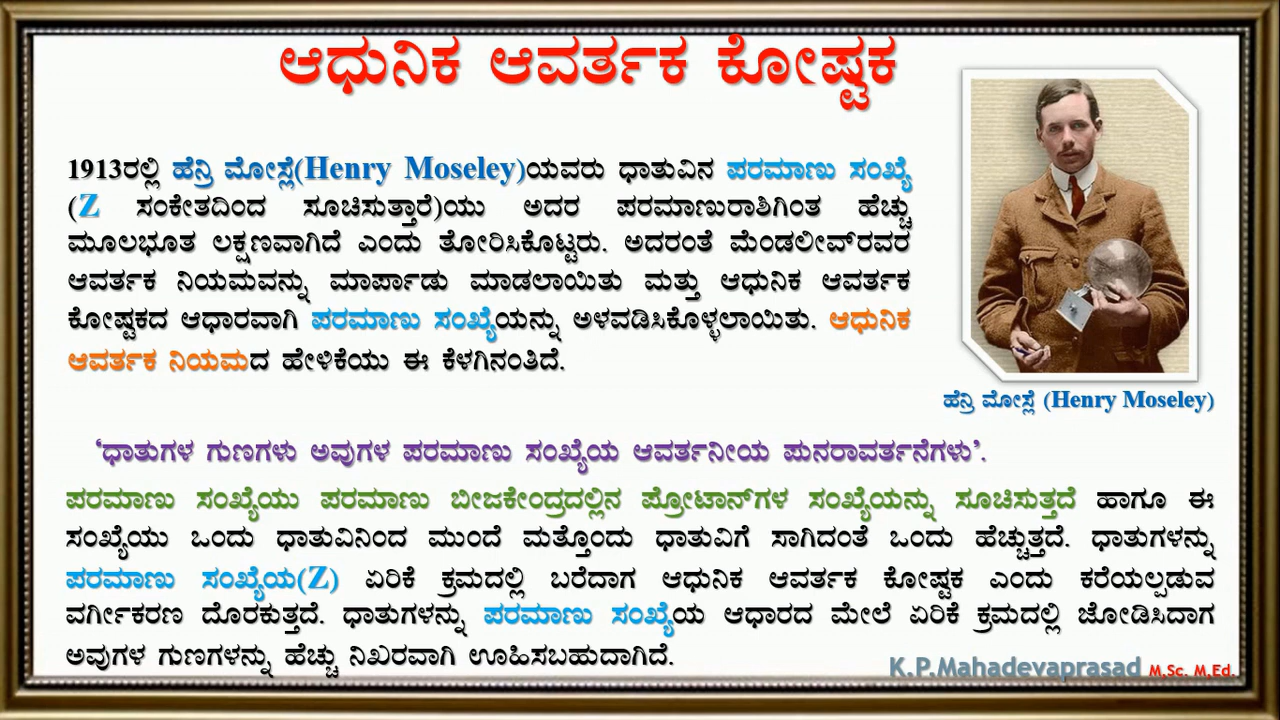 ಆಧುನಿಕ ಆವರ್ತಕ ಕೋಷ್ಟಕ
1913ರಲ್ಲಿ ಹೆನ್ರಿ ಮೋಸ್ಲೆ(Henry Moseley)ಯವರು ಧಾತುವಿನ ಪರಮಾಣು ಸಂಖ್ಯೆ
(Z ಸಂಕೇತದಿಂದ ಸೂಚಿಸುತ್ತಾರೆ)ಯು ಅದರ ಪರಮಾಣುರಾಶಿಗಿಂತ ಹೆಚ್ಚು
ಮೂಲಭೂತ ಲಕ್ಷಣವಾಗಿದೆ ಎಂದು ತೋರಿಸಿಕೊಟ್ಟರು. ಅದರಂತೆ ಮೆಂಡಲೀವ್‌ರವರ
ಆವರ್ತಕ ನಿಯಮವನ್ನು ಮಾರ್ಪಾಡು ಮಾಡಲಾಯಿತು ಮತ್ತು ಆಧುನಿಕ ಆವರ್ತಕ
ಕೋಷ್ಟಕದ ಆಧಾರವಾಗಿ ಪರಮಾಣು ಸಂಖ್ಯೆಯನ್ನು ಅಳವಡಿಸಿಕೊಳ್ಳಲಾಯಿತು. ಆಧುನಿಕ
ಆವರ್ತಕ ನಿಯಮದ ಹೇಳಿಕೆಯು ಈ ಕೆಳಗಿನಂತಿದೆ.
ಹೆನ್ರಿ ಮೋಸ್ಲೆ (Henry Moseley)
‘ಧಾತುಗಳ ಗುಣಗಳು ಅವುಗಳ ಪರಮಾಣು ಸಂಖ್ಯೆಯ ಆವರ್ತನೀಯ ಪುನರಾವರ್ತನೆಗಳು’.
ಪರಮಾಣು ಸಂಖ್ಯೆಯು ಪರಮಾಣು ಬೀಜಕೇಂದ್ರದಲ್ಲಿನ ಪ್ರೋಟಾನ್‌ಗಳ ಸಂಖ್ಯೆಯನ್ನು ಸೂಚಿಸುತ್ತದೆ ಹಾಗೂ ಈ
ಸಂಖ್ಯೆಯು ಒಂದು ಧಾತುವಿನಿಂದ ಮುಂದೆ ಮತ್ತೊಂದು ಧಾತುವಿಗೆ ಸಾಗಿದಂತೆ ಒಂದು ಹೆಚ್ಚುತ್ತದೆ. ಧಾತುಗಳನ್ನು
ಪರಮಾಣು ಸಂಖ್ಯೆಯ(Z) ಏರಿಕೆ ಕ್ರಮದಲ್ಲಿ ಬರೆದಾಗ ಆಧುನಿಕ ಆವರ್ತಕ ಕೋಷ್ಟಕ ಎಂದು ಕರೆಯಲ್ಪಡುವ
ವರ್ಗೀಕರಣ ದೊರಕುತ್ತದೆ. ಧಾತುಗಳನ್ನು ಪರಮಾಣು ಸಂಖ್ಯೆಯ ಆಧಾರದ ಮೇಲೆ ಏರಿಕೆ ಕ್ರಮದಲ್ಲಿ ಜೋಡಿಸಿದಾಗ
ಅವುಗಳ ಗುಣಗಳನ್ನು ಹೆಚ್ಚು ನಿಖರವಾಗಿ ಊಹಿಸಬಹುದಾಗಿದೆ.
K.P.Mahadevaprasad M.Sc. M.Ed.